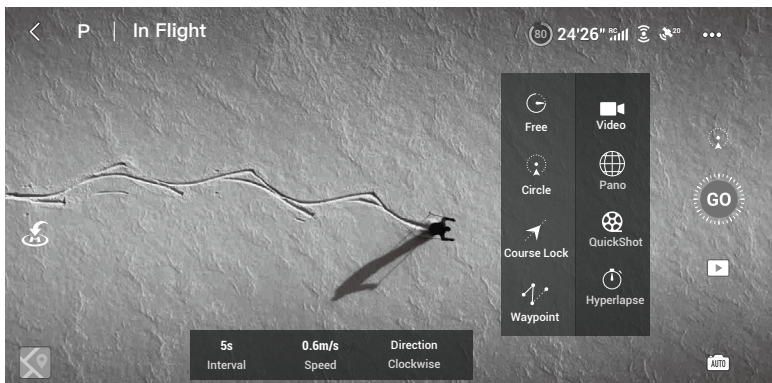 P | In Flight
80 24'26" RC 20
Free
Video
Circle
Pano
Course Lock
QuickShot
Waypoint
Hyperlapse
GO
5s 0.6m/s Direction
Interval Speed Clockwise
H
AUTO